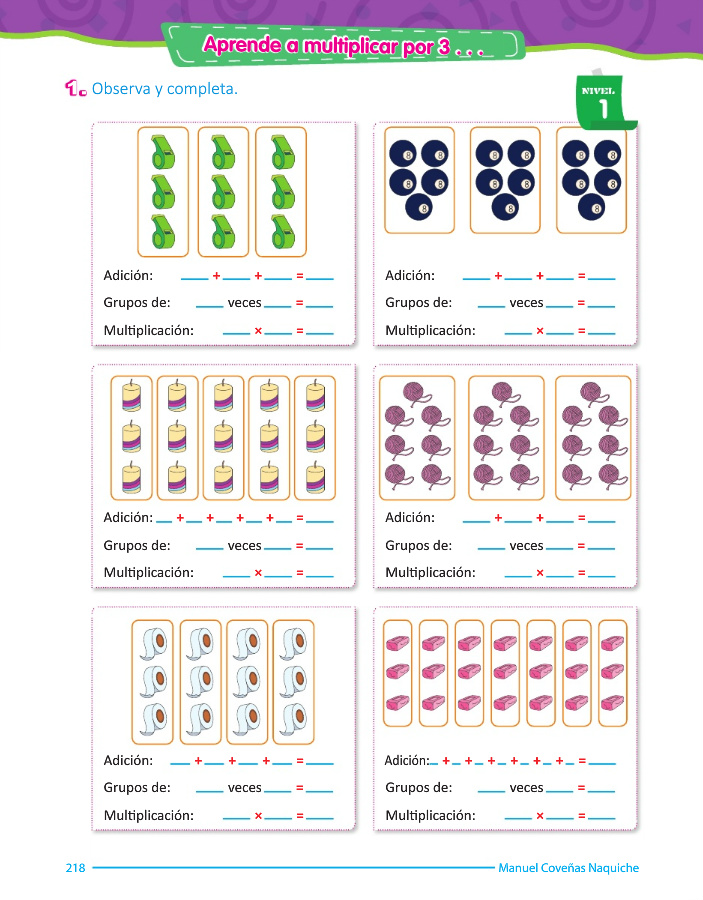 Aprende a multiplicar por 3 . . .
1. Observa y completa.
NIVEL
1
Adición: ____ + ____ + ____ = ____
Grupos de: ____ veces ____ = ____
Multiplicación: ____ × ____ = ____
Adición: ____ + ____ + ____ = ____
Grupos de: ____ veces ____ = ____
Multiplicación: ____ × ____ = ____
Adición: __ + __ + __ + __ + __ = ____
Grupos de: ____ veces ____ = ____
Multiplicación: ____ × ____ = ____
Adición: ____ + ____ + ____ = ____
Grupos de: ____ veces ____ = ____
Multiplicación: ____ × ____ = ____
Adición: ___ + ___ + ___ + ___ = ____
Grupos de: ____ veces ____ = ____
Multiplicación: ____ × ____ = ____
Adición:_ + _ + _ + _ + _ + _ + _ = ____
Grupos de: ____ veces ____ = ____
Multiplicación: ____ × ____ = ____
218
Manuel Coveñas Naquiche